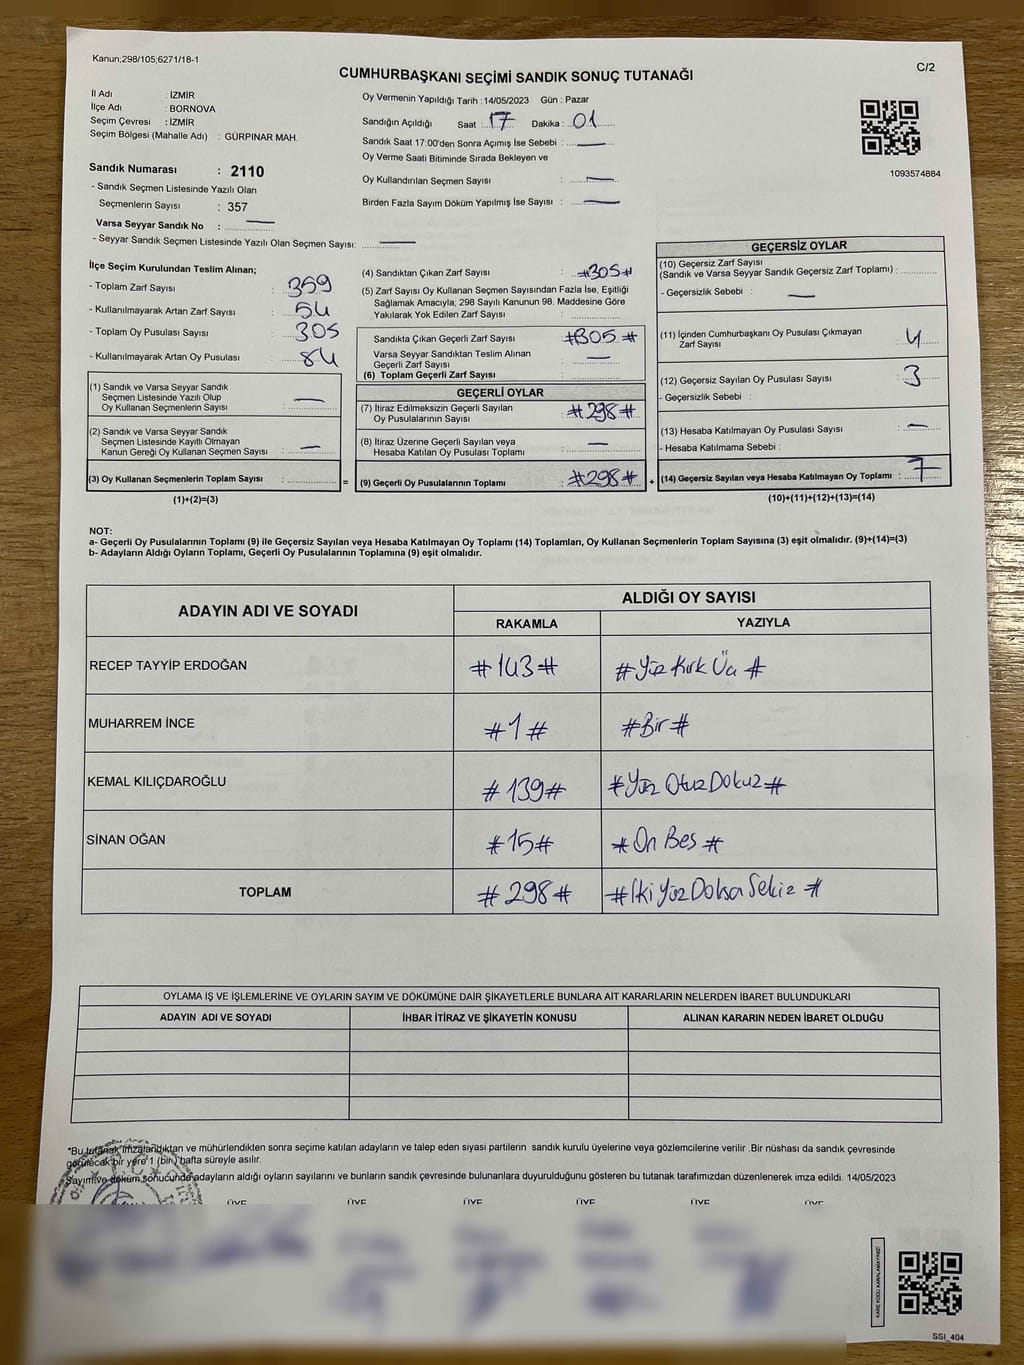 Kanun;298/105;6271/18-1
C/2
CUMHURBAŞKANI SEÇİMİ SANDIK SONUÇ TUTANAĞI
İl Adı : İZMİR
İlçe Adı : BORNOVA
Seçim Çevresi : İZMİR
Seçim Bölgesi (Mahalle Adı) : GÜRPINAR MAH.
Sandık Numarası : 2110
- Sandık Seçmen Listesinde Yazılı Olan
Seçmenlerin Sayısı : 357
Varsa Seyyar Sandık No : —
- Seyyar Sandık Seçmen Listesinde Yazılı Olan Seçmen Sayısı: —
Oy Vermenin Yapıldığı Tarih : 14/05/2023 Gün : Pazar
Sandığın Açıldığı Saat : 17 Dakika : 01
Sandık Saat 17:00'den Sonra Açımış İse Sebebi : —
Oy Verme Saati Bitiminde Sırada Bekleyen ve
Oy Kullandırılan Seçmen Sayısı : —
Birden Fazla Sayım Döküm Yapılmış İse Sayısı : —
1093574884
İlçe Seçim Kurulundan Teslim Alınan;
- Toplam Zarf Sayısı : 359
- Kullanılmayarak Artan Zarf Sayısı : 54
- Toplam Oy Pusulası Sayısı : 305
- Kullanılmayarak Artan Oy Pusulası : 84
(1) Sandık ve Varsa Seyyar Sandık
Seçmen Listesinde Yazılı Olup
Oy Kullanan Seçmenlerin Sayısı : —
(2) Sandık ve Varsa Seyyar Sandık
Seçmen Listesinde Kayıtlı Olmayan
Kanun Gereği Oy Kullanan Seçmen Sayısı : —
(3) Oy Kullanan Seçmenlerin Toplam Sayısı : =
(1)+(2)=(3)
(4) Sandıktan Çıkan Zarf Sayısı : #305#
(5) Zarf Sayısı Oy Kullanan Seçmen Sayısından Fazla İse, Eşitliği
Sağlamak Amacıyla; 298 Sayılı Kanunun 98. Maddesine Göre
Yakılarak Yok Edilen Zarf Sayısı :
Sandıkta Çıkan Geçerli Zarf Sayısı : #305#
Varsa Seyyar Sandıktan Teslim Alınan
Geçerli Zarf Sayısı : —
(6) Toplam Geçerli Zarf Sayısı :
GEÇERLİ OYLAR
(7) İtiraz Edilmeksizin Geçerli Sayılan
Oy Pusulalarının Sayısı : #298#
(8) İtiraz Üzerine Geçerli Sayılan veya
Hesaba Katılan Oy Pusulası Toplamı : —
(9) Geçerli Oy Pusulalarının Toplamı : #298# +
GEÇERSİZ OYLAR
(10) Geçersiz Zarf Sayısı
(Sandık ve Varsa Seyyar Sandık Geçersiz Zarf Toplamı) :
- Geçersizlik Sebebi : —
(11) İçinden Cumhurbaşkanı Oy Pusulası Çıkmayan
Zarf Sayısı : 4
(12) Geçersiz Sayılan Oy Pusulası Sayısı : 3
- Geçersizlik Sebebi :
(13) Hesaba Katılmayan Oy Pusulası Sayısı : —
- Hesaba Katılmama Sebebi :
(14) Geçersiz Sayılan veya Hesaba Katılmayan Oy Toplamı : 7
(10)+(11)+(12)+(13)=(14)
NOT:
a- Geçerli Oy Pusulalarının Toplamı (9) ile Geçersiz Sayılan veya Hesaba Katılmayan Oy Toplamı (14) Toplamları, Oy Kullanan Seçmenlerin Toplam Sayısına (3) eşit olmalıdır. (9)+(14)=(3)
b- Adayların Aldığı Oyların Toplamı, Geçerli Oy Pusulalarının Toplamına (9) eşit olmalıdır.
ADAYIN ADI VE SOYADI
ALDIĞI OY SAYISI
RAKAMLA YAZIYLA
RECEP TAYYİP ERDOĞAN #143# #Yüz Kırk Üç#
MUHARREM İNCE #1# #Bir#
KEMAL KILIÇDAROĞLU #139# #Yüz Otuz Dokuz#
SİNAN OĞAN #15# #On Beş#
TOPLAM #298# #İki Yüz Doksa Sekiz#
OYLAMA İŞ VE İŞLEMLERİNE VE OYLARIN SAYIM VE DÖKÜMÜNE DAİR ŞİKAYETLERLE BUNLARA AİT KARARLARIN NELERDEN İBARET BULUNDUKLARI
ADAYIN ADI VE SOYADI İHBAR İTİRAZ VE ŞİKAYETİN KONUSU ALINAN KARARIN NEDEN İBARET OLDUĞU
*Bu tutanak imzalandıktan ve mühürlendikten sonra seçime katılan adayların ve talep eden siyasi partilerin sandık kurulu üyelerine veya gözlemcilerine verilir .Bir nüshası da sandık çevresinde
görülecek bir yere 1 (bir) hafta süreyle asılır.
Sayım ve döküm sonucunda adayların aldığı oyların sayılarını ve bunların sandık çevresinde bulunanlara duyurulduğunu gösteren bu tutanak tarafımızdan düzenlenerek imza edildi. 14/05/2023
ÜYE ÜYE ÜYE ÜYE ÜYE ÜYE
KARE KODU KARALAMAYINIZ!
SSI_404